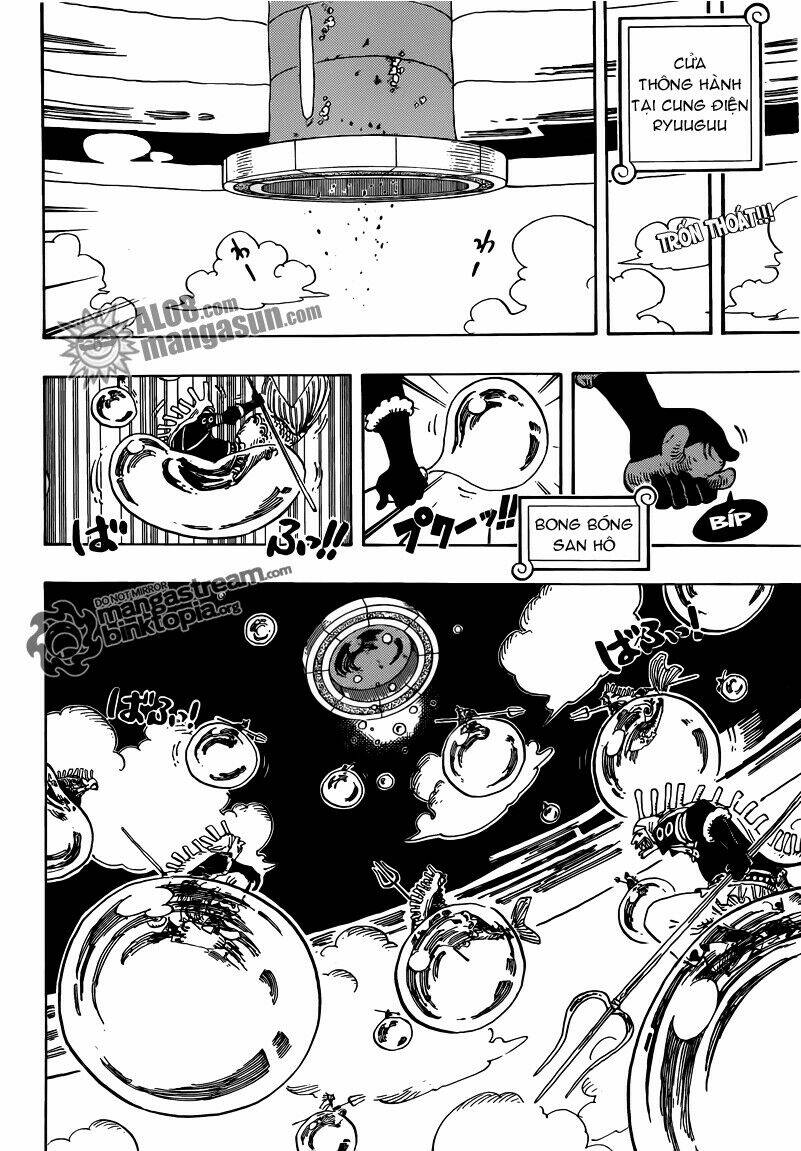 CỬA
THÔNG HÀNH
TẠI CUNG ĐIỆN
RYUUGUU
TRỐN THOÁT!!!
わー
わー
AL08.com
mangasun.com
BÍP
プクーッ!!
BONG BÓNG
SAN HÔ
ばふっ!!
DO NOT MIRROR
mangastream.com
binktopia.org
ばふっ!
ばふっ!